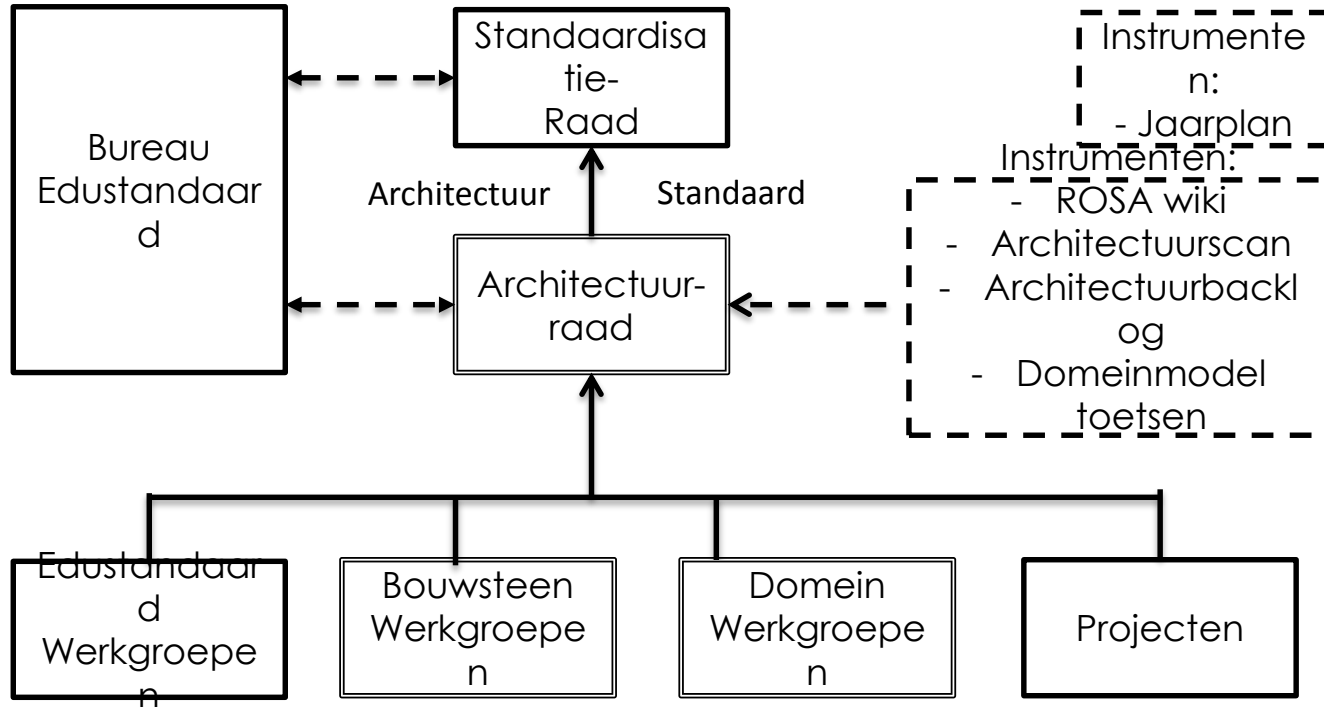 Bureau
Edustandaar
d
Standaardisa
tie-
Raad
Instrumente
n:
- Jaarplan
Architectuur
Standaard
Instrumenten:
- ROSA wiki
- Architectuurscan
- Architectuurbackl
og
- Domeinmodel
toetsen
Architectuur-
raad
Edustandaar
d
Werkgroepe
n
Bouwsteen
Werkgroepe
n
Domein
Werkgroepe
n
Projecten